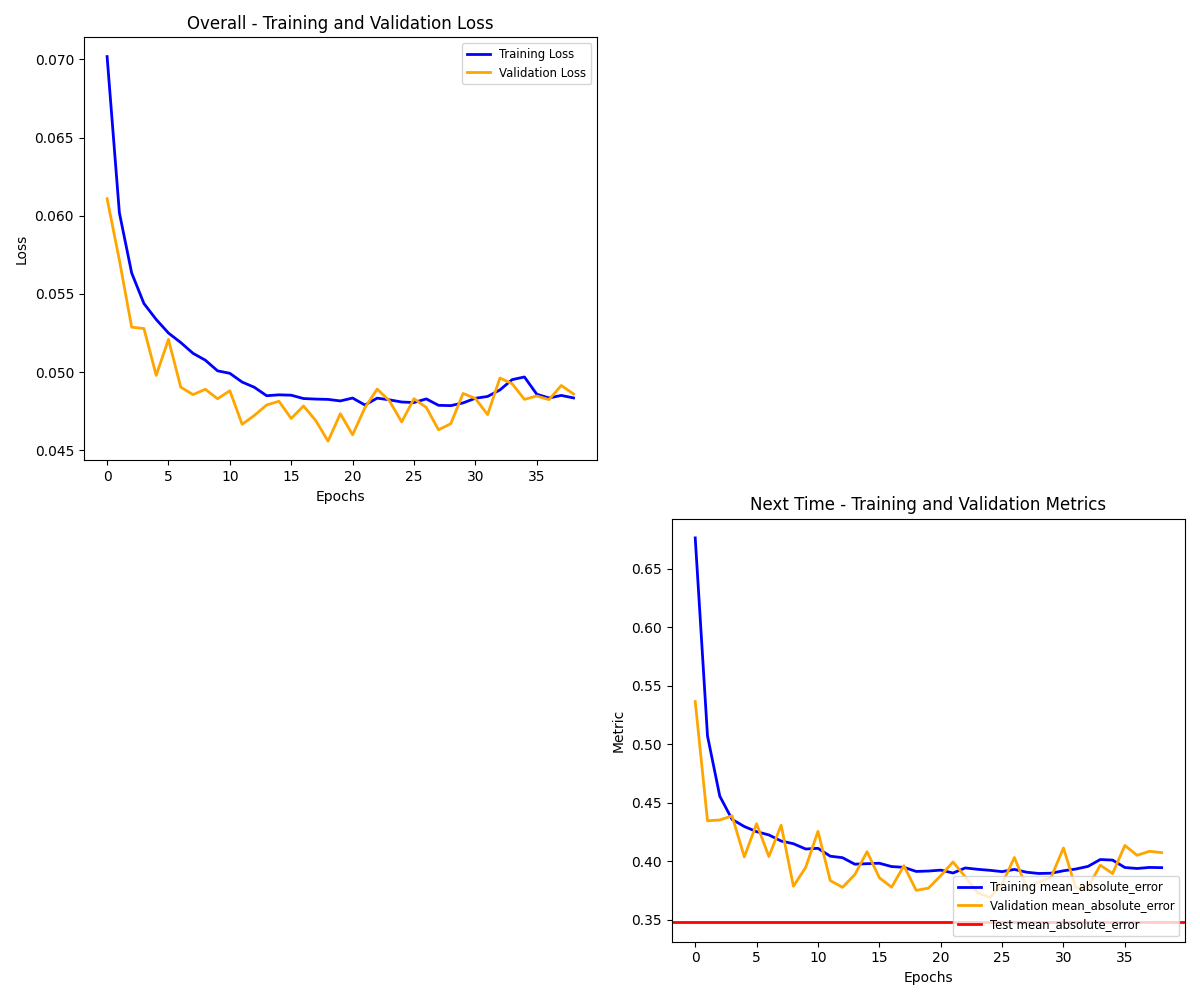 Overall - Training and Validation Loss
0.070
0.065
0.060
0.055
0.050
0.045
Loss
Training Loss
Validation Loss
0 5 10 15 20 25 30 35
Epochs
Next Time - Training and Validation Metrics
0.65
0.60
0.55
0.50
0.45
0.40
0.35
Metric
Training mean_absolute_error
Validation mean_absolute_error
Test mean_absolute_error
0 5 10 15 20 25 30 35
Epochs